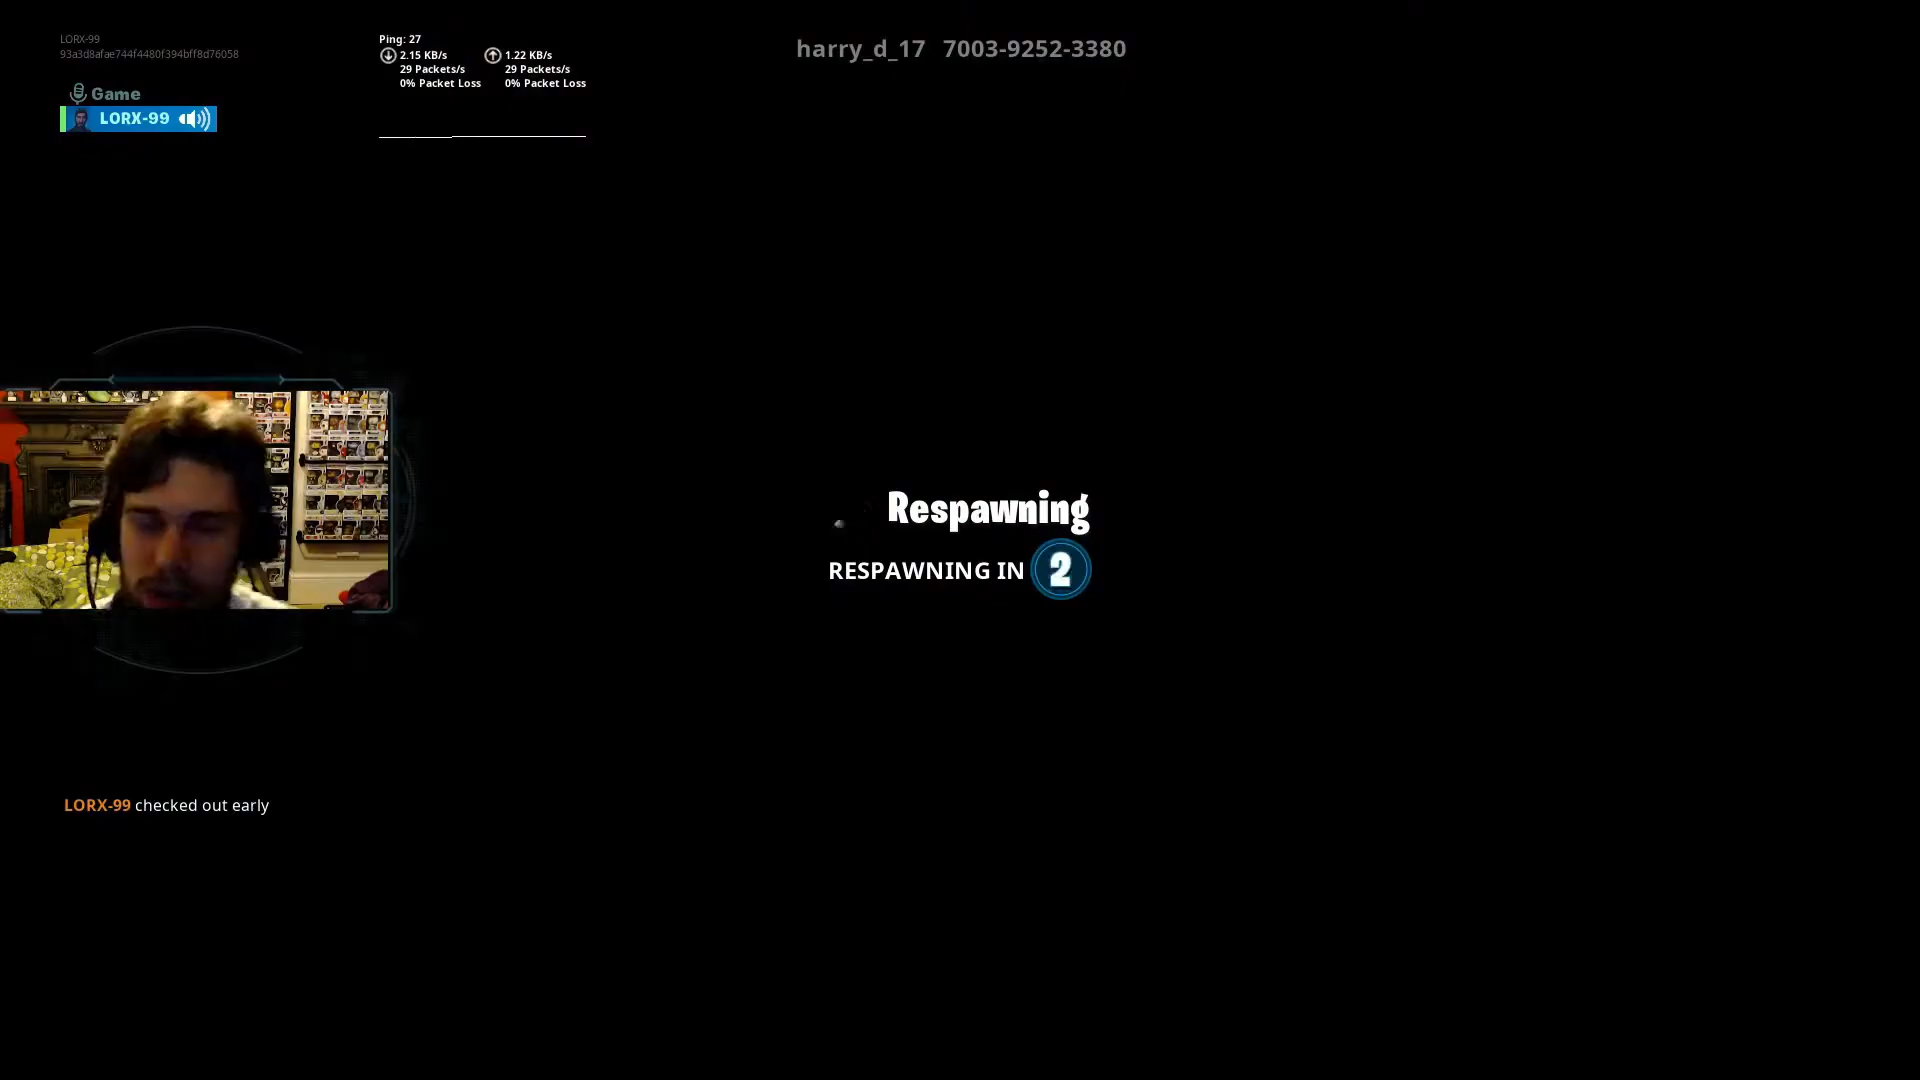 LORX-99
93a3d8afae744f4480f394bff8d76058
Game
LORX-99
Ping: 27
2.15 KB/s 1.22 KB/s
29 Packets/s 29 Packets/s
0% Packet Loss 0% Packet Loss
harry_d_17 7003-9252-3380
Respawning
RESPAWNING IN 2
LORX-99 checked out early